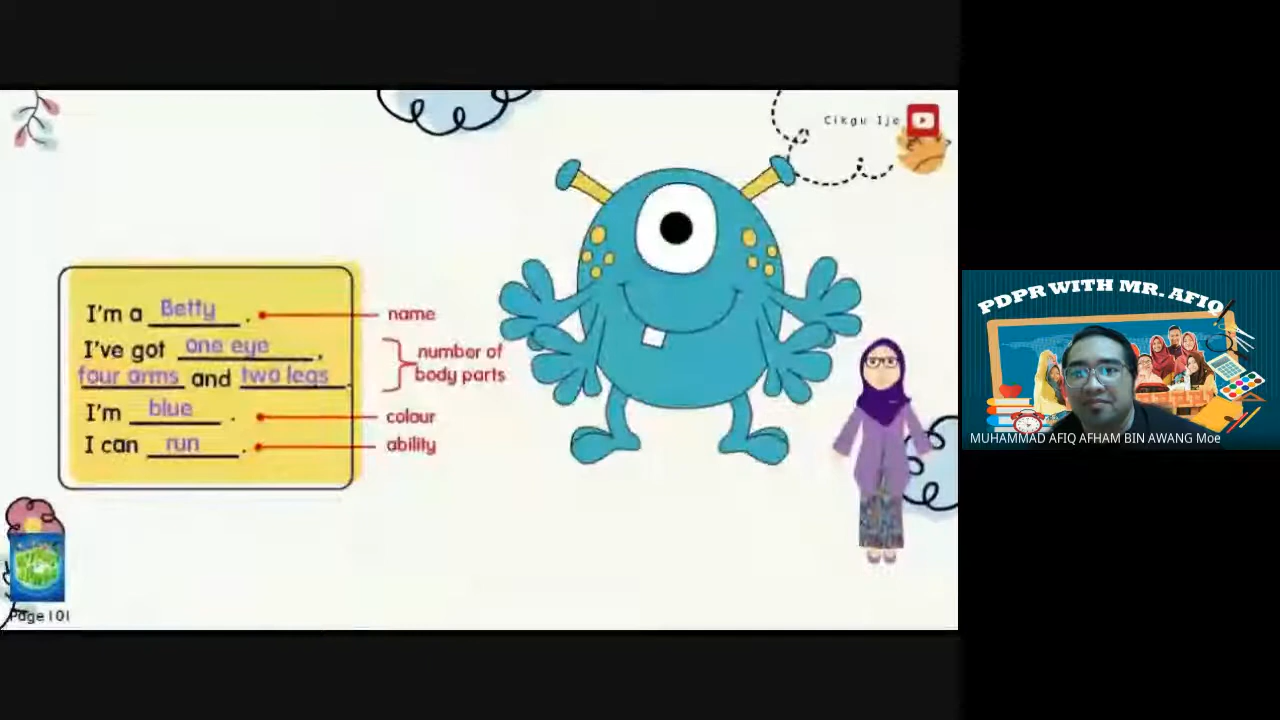 Cikgu Ijo
I'm a Betty .
I've got one eye ,
four arms and two legs .
I'm blue .
I can run .
name
number of
body parts
colour
ability
Page 101
PDPR WITH MR. AFIQ
MUHAMMAD AFIQ AFHAM BIN AWANG Moe